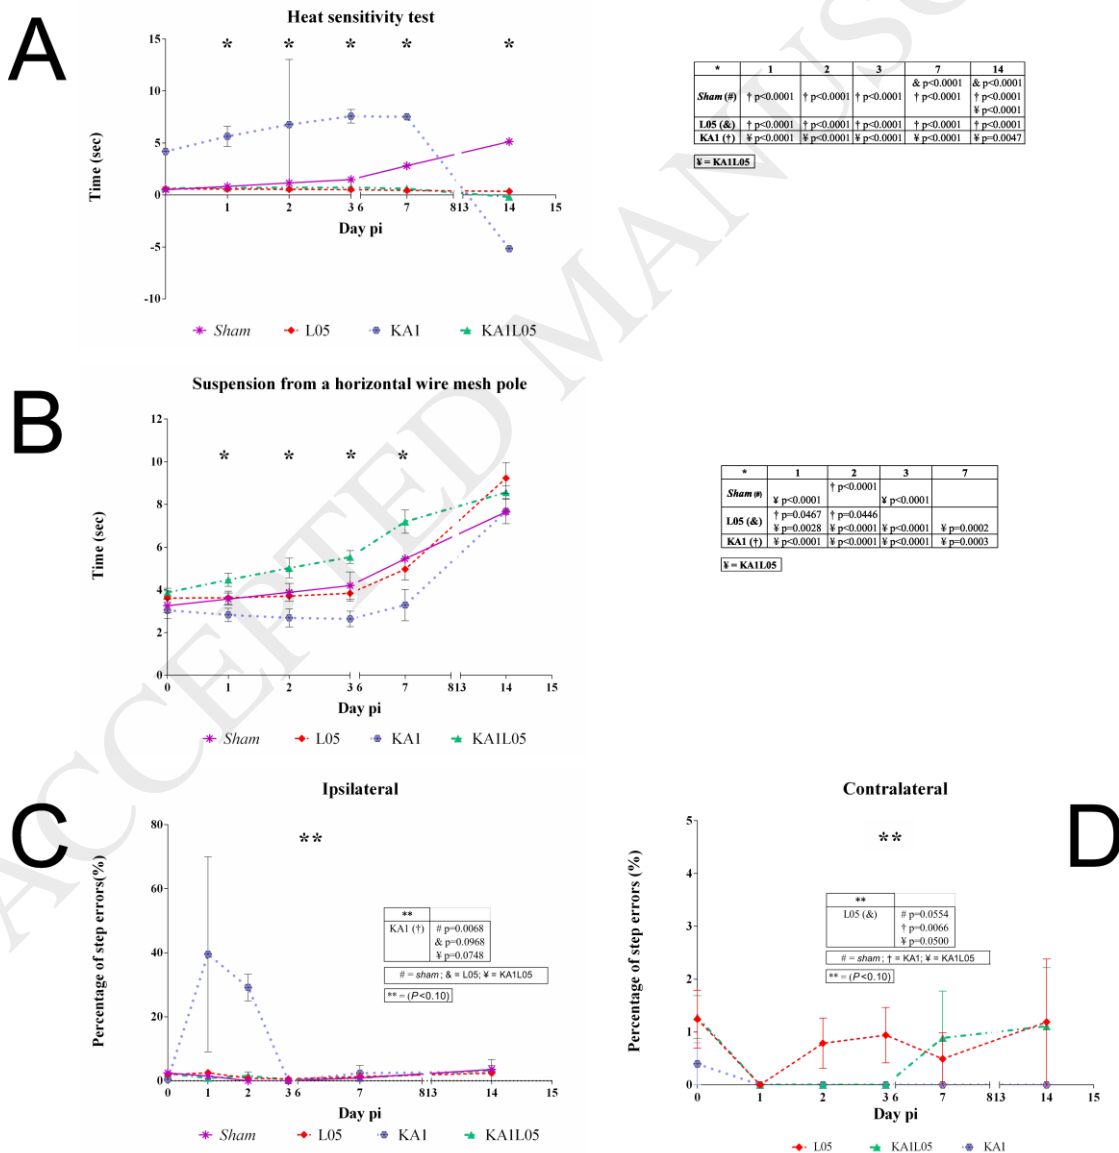 ACCEPTED MANUS
A
Heat sensitivity test
* * * * *
15
10
5
0
-5
-10
Time (sec)
1 2 3 6 7 8 13 14 15
Day pi
Sham L05 KA1 KA1L05
* 1 2 3 7 14
& p<0.0001 & p<0.0001
Sham (#) † p<0.0001 † p<0.0001 † p<0.0001 † p<0.0001 † p<0.0001
¥ p<0.0001
L05 (&) † p<0.0001 † p<0.0001 † p<0.0001 † p<0.0001 † p<0.0001
KA1 (†) ¥ p<0.0001 ¥ p<0.0001 ¥ p<0.0001 ¥ p<0.0001 ¥ p=0.0047
¥ = KA1L05
B
Suspension from a horizontal wire mesh pole
* * * *
12
10
8
6
4
2
0
Time (sec)
0 1 2 3 6 7 8 13 14 15
Day pi
Sham L05 KA1 KA1L05
* 1 2 3 7
† p<0.0001
Sham (#)
¥ p<0.0001 ¥ p<0.0001
L05 (&) † p=0.0467 † p=0.0446
¥ p=0.0028 ¥ p<0.0001 ¥ p<0.0001 ¥ p=0.0002
KA1 (†) ¥ p<0.0001 ¥ p<0.0001 ¥ p<0.0001 ¥ p=0.0003
¥ = KA1L05
C
Ipsilateral
**
80
60
40
20
0
Percentage of step errors(%)
0 1 2 3 6 7 8 13 14 15
Day pi
**
KA1 (†) # p=0.0068
& p=0.0968
¥ p=0.0748
# = sham ; & = L05; ¥ = KA1L05
** = (P<0.10)
Sham L05 KA1 KA1L05
D
Contralateral
**
5
4
3
2
1
0
Percentage of step errors (%)
0 1 2 3 6 7 8 13 14 15
Day pi
**
L05 (&) # p=0.0554
† p=0.0066
¥ p=0.0500
# = sham ; † = KA1; ¥ = KA1L05
** = (P<0.10)
L05 KA1L05 KA1